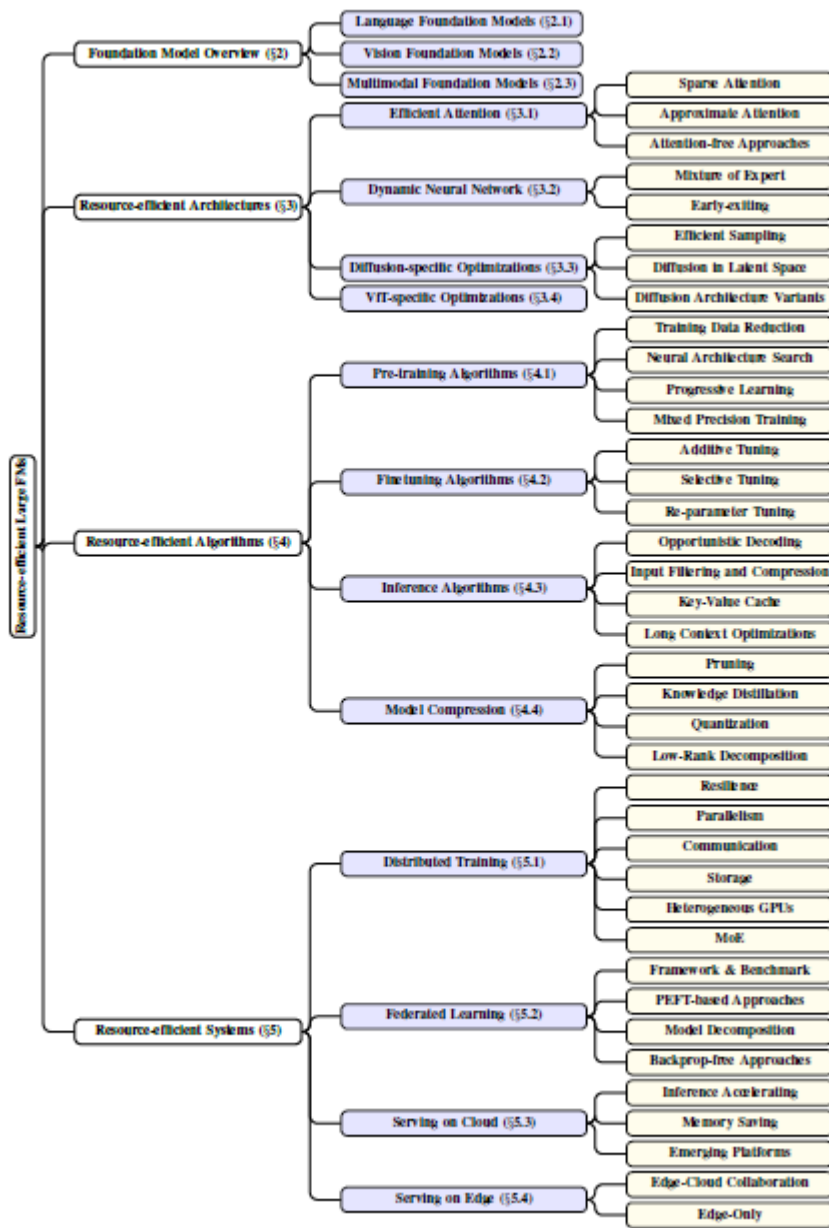 Resource-efficient Large FMs
Foundation Model Overview (§2)
Language Foundation Models (§2.1)
Vision Foundation Models (§2.2)
Multimodal Foundation Models (§2.3)
Resource-efficient Architectures (§3)
Efficient Attention (§3.1)
Sparse Attention
Approximate Attention
Attention-free Approaches
Dynamic Neural Network (§3.2)
Mixture of Expert
Early-exiting
Diffusion-specific Optimizations (§3.3)
Efficient Sampling
Diffusion in Latent Space
Diffusion Architecture Variants
ViT-specific Optimizations (§3.4)
Resource-efficient Algorithms (§4)
Pre-training Algorithms (§4.1)
Training Data Reduction
Neural Architecture Search
Progressive Learning
Mixed Precision Training
Finetuning Algorithms (§4.2)
Additive Tuning
Selective Tuning
Re-parameter Tuning
Inference Algorithms (§4.3)
Opportunistic Decoding
Input Filtering and Compression
Key-Value Cache
Long Context Optimizations
Model Compression (§4.4)
Pruning
Knowledge Distillation
Quantization
Low-Rank Decomposition
Resource-efficient Systems (§5)
Distributed Training (§5.1)
Resilience
Parallelism
Communication
Storage
Heterogeneous GPUs
MoE
Federated Learning (§5.2)
Framework & Benchmark
PEFT-based Approaches
Model Decomposition
Backprop-free Approaches
Serving on Cloud (§5.3)
Inference Accelerating
Memory Saving
Emerging Platforms
Serving on Edge (§5.4)
Edge-Cloud Collaboration
Edge-Only